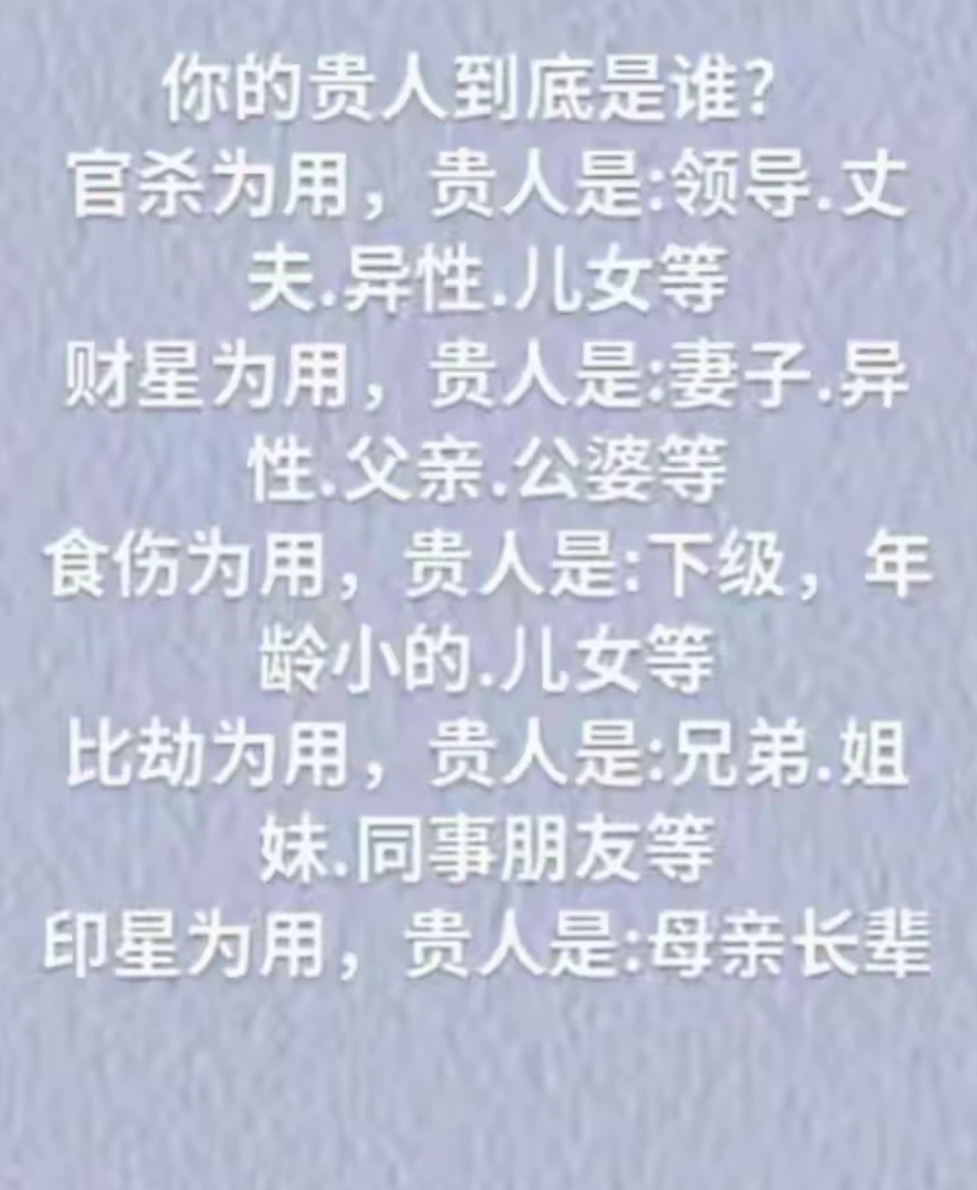 你的贵人到底是谁?
官杀为用，贵人是:领导.丈
夫.异性.儿女等
财星为用，贵人是:妻子.异
性.父亲.公婆等
食伤为用，贵人是:下级，年
龄小的.儿女等
比劫为用，贵人是:兄弟.姐
妹.同事朋友等
印星为用，贵人是:母亲长辈